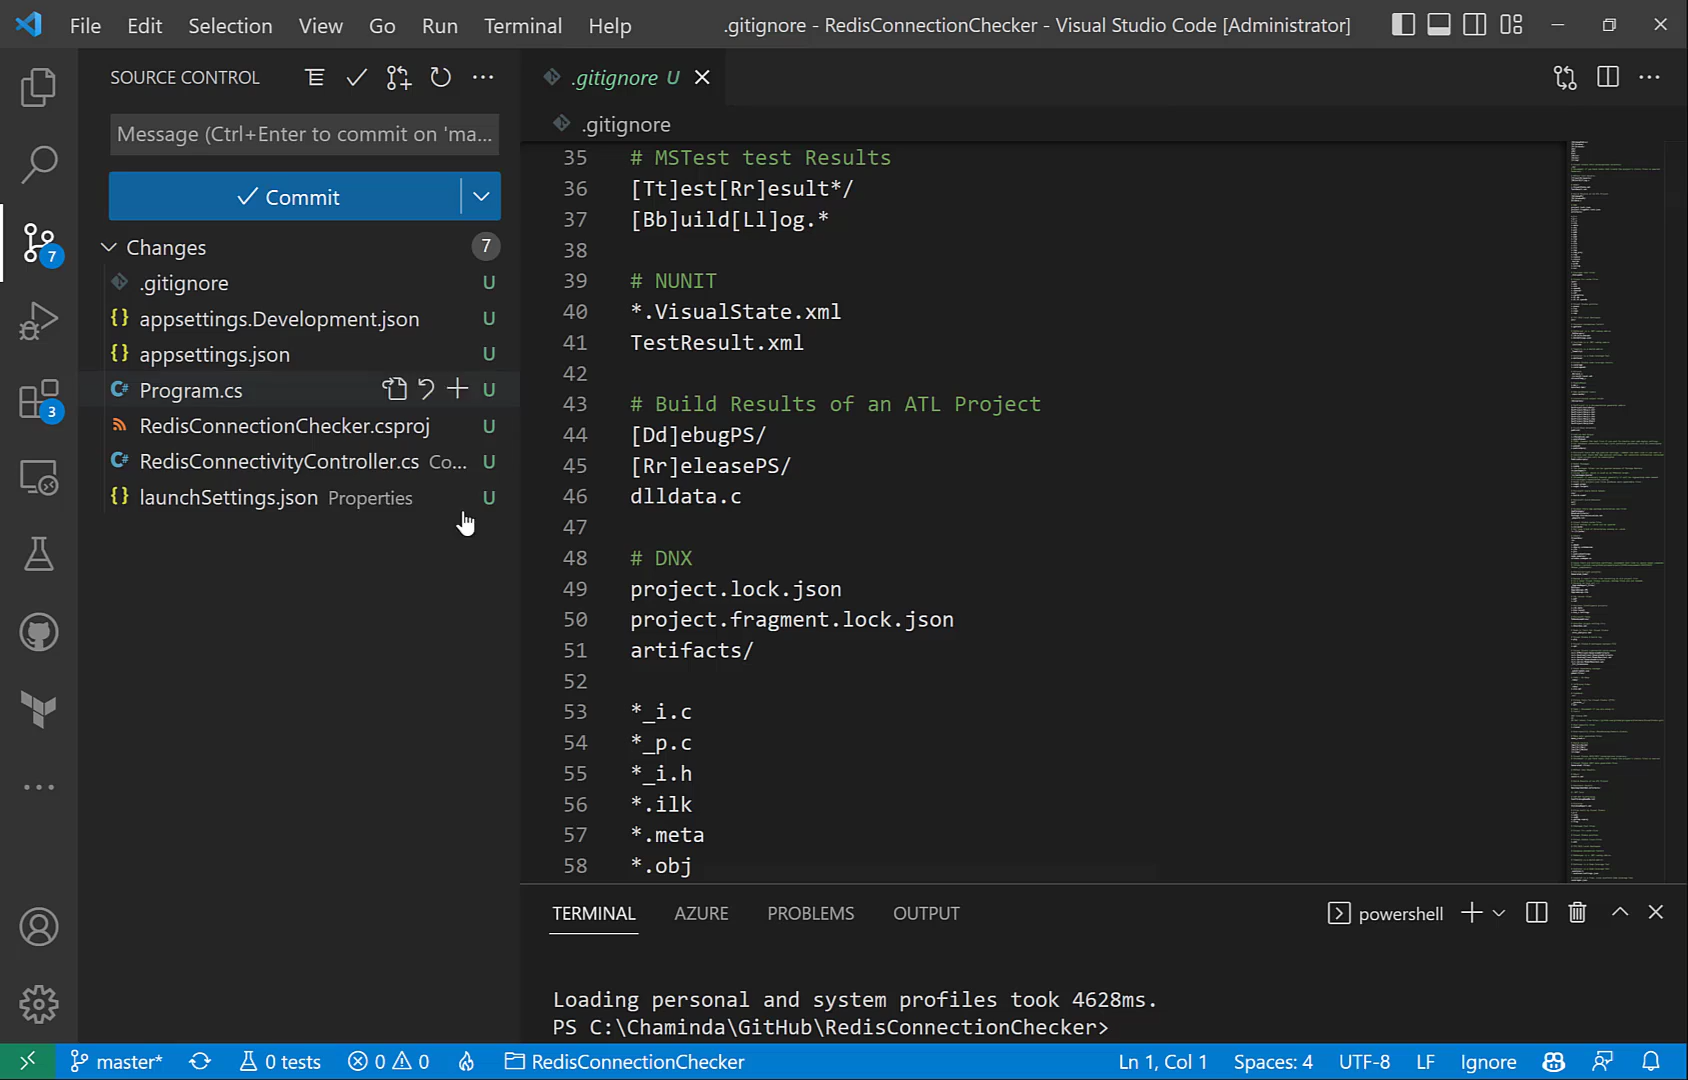 File Edit Selection View Go Run Terminal Help
.gitignore - RedisConnectionChecker - Visual Studio Code [Administrator]
SOURCE CONTROL
Message (Ctrl+Enter to commit on 'ma...
Commit
Changes 7
.gitignore U
appsettings.Development.json U
appsettings.json U
Program.cs U
RedisConnectionChecker.csproj U
RedisConnectivityController.cs Co... U
launchSettings.json Properties U
7
3
.gitignore U
.gitignore
35 # MSTest test Results
36 [Tt]est[Rr]esult*/
37 [Bb]uild[Ll]og.*
38
39 # NUNIT
40 *.VisualState.xml
41 TestResult.xml
42
43 # Build Results of an ATL Project
44 [Dd]ebugPS/
45 [Rr]eleasePS/
46 dlldata.c
47
48 # DNX
49 project.lock.json
50 project.fragment.lock.json
51 artifacts/
52
53 *_i.c
54 *_p.c
55 *_i.h
56 *.ilk
57 *.meta
58 *.obj
TERMINAL AZURE PROBLEMS OUTPUT
powershell
Loading personal and system profiles took 4628ms.
PS C:\Chaminda\GitHub\RedisConnectionChecker>
master* 0 tests 0 0 RedisConnectionChecker
Ln 1, Col 1 Spaces: 4 UTF-8 LF Ignore